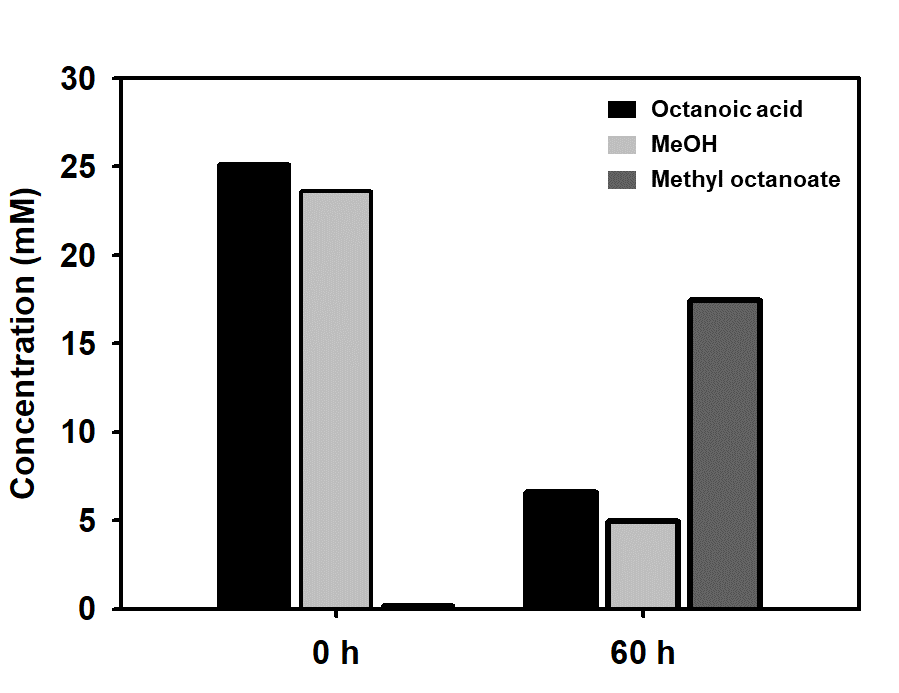 30
25
20
15
10
5
0
Concentration (mM)
Octanoic acid
MeOH
Methyl octanoate
0 h
60 h